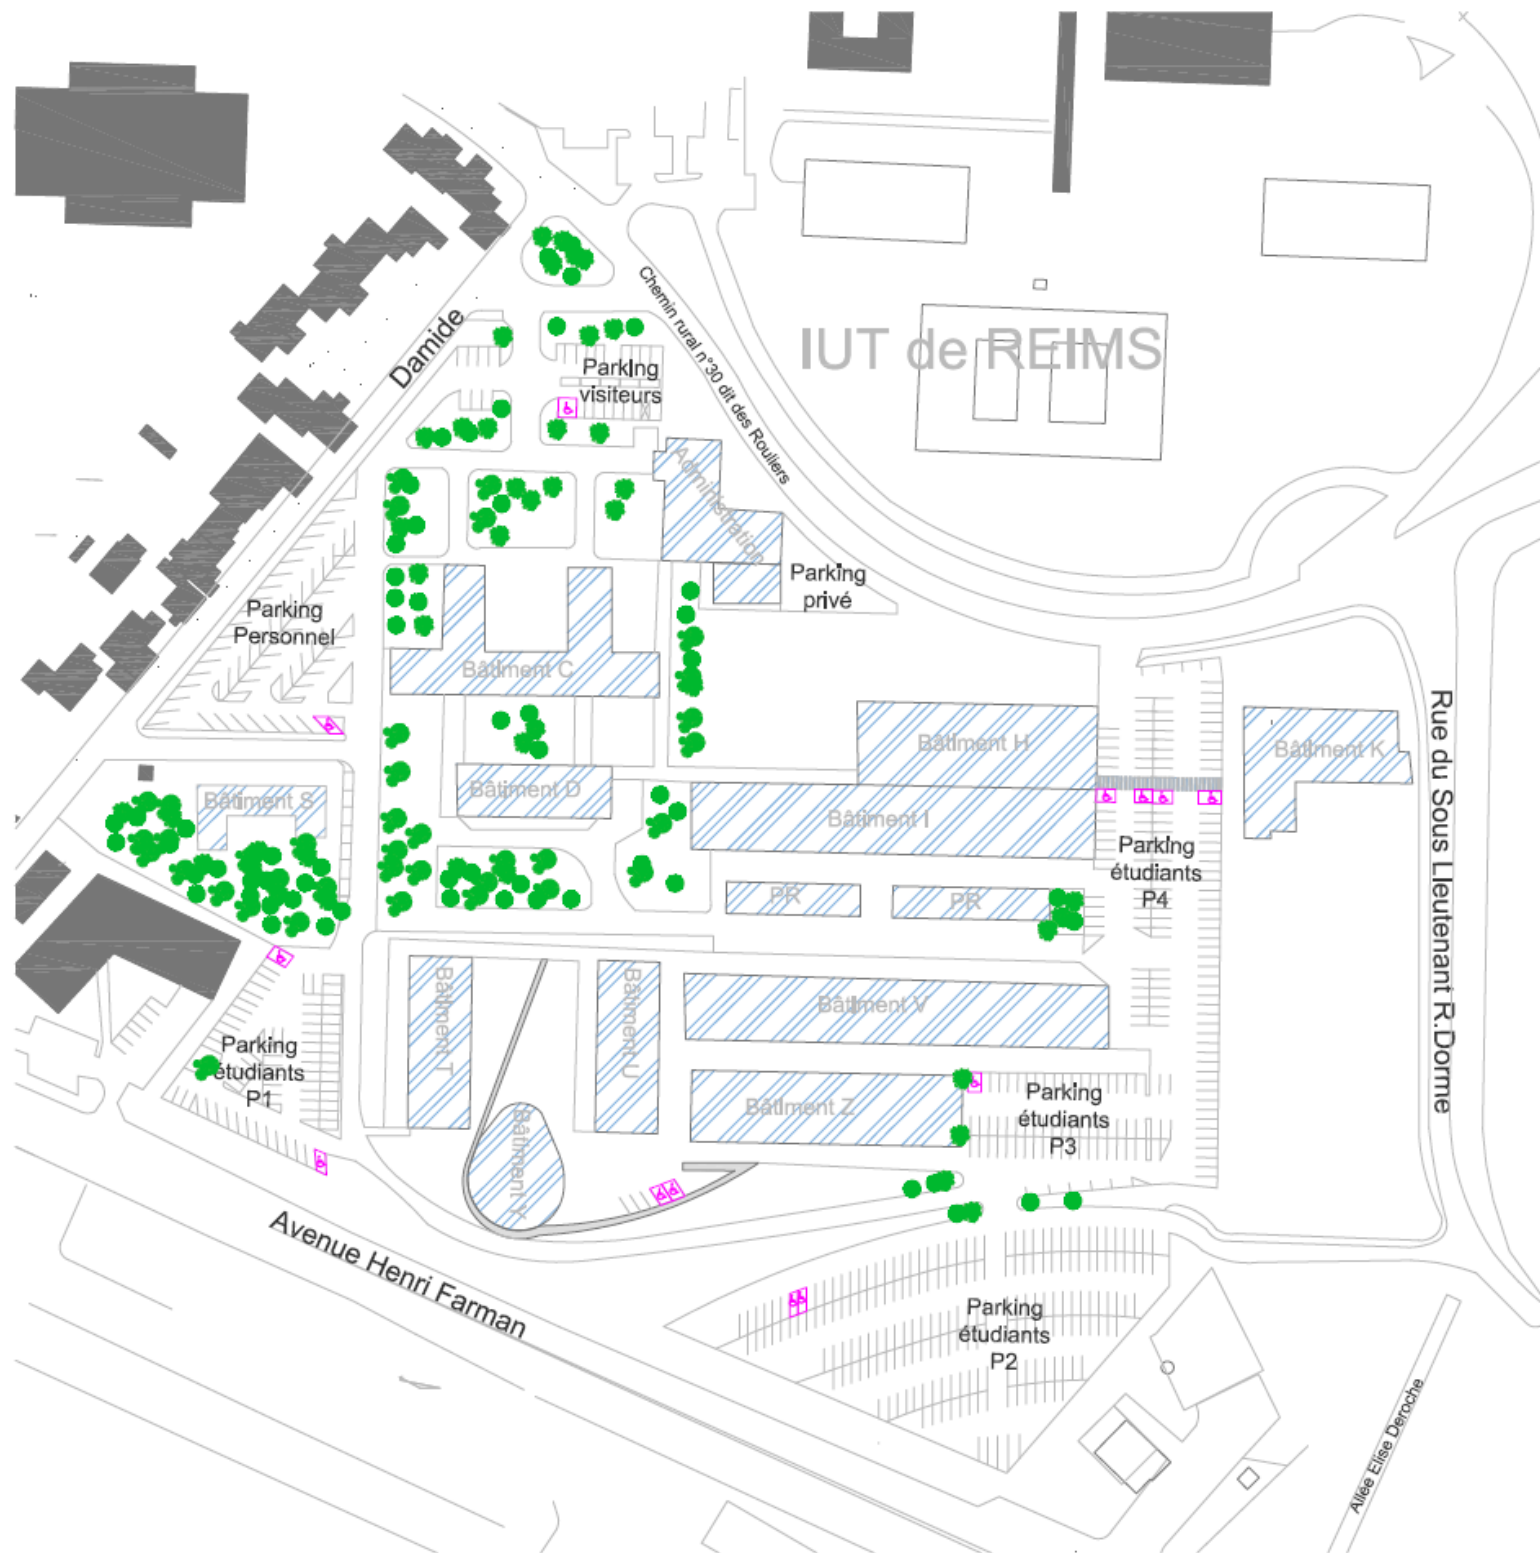 Damide
Chemin rural n°30 dit des Rouliers
IUT de REIMS
Parking
visiteurs
Administration
Parking
privé
Parking
Personnel
Bâtiment C
Bâtiment H
Bâtiment K
Rue du Sous Lieutenant R.Dorme
Bâtiment S
Bâtiment D
Bâtiment I
Parking
étudiants
P4
PR
PR
Bâtiment T
Bâtiment U
Bâtiment V
Parking
étudiants
P1
Bâtiment Z
Parking
étudiants
P3
Bâtiment X
Avenue Henri Farman
Parking
étudiants
P2
Allée Elise Deroche